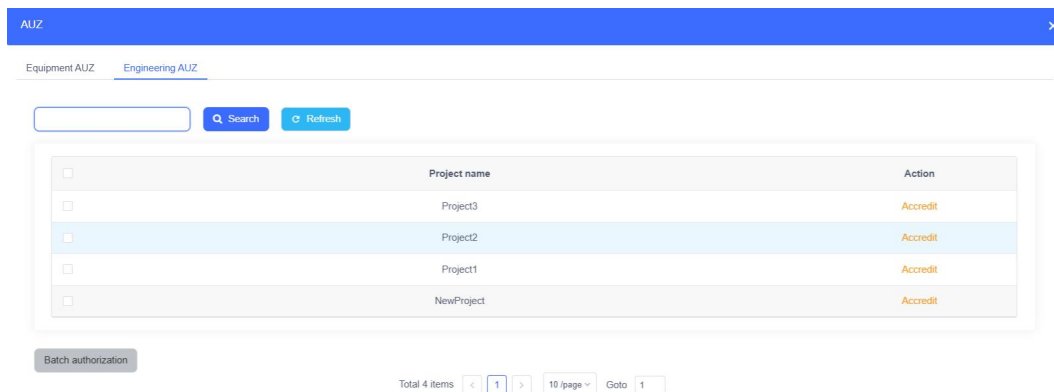 AUZ
Equipment AUZ Engineering AUZ
Search Refresh
Project name Action
Project3 Accredit
Project2 Accredit
Project1 Accredit
NewProject Accredit
Batch authorization
Total 4 items < 1 > 10 /page Goto 1